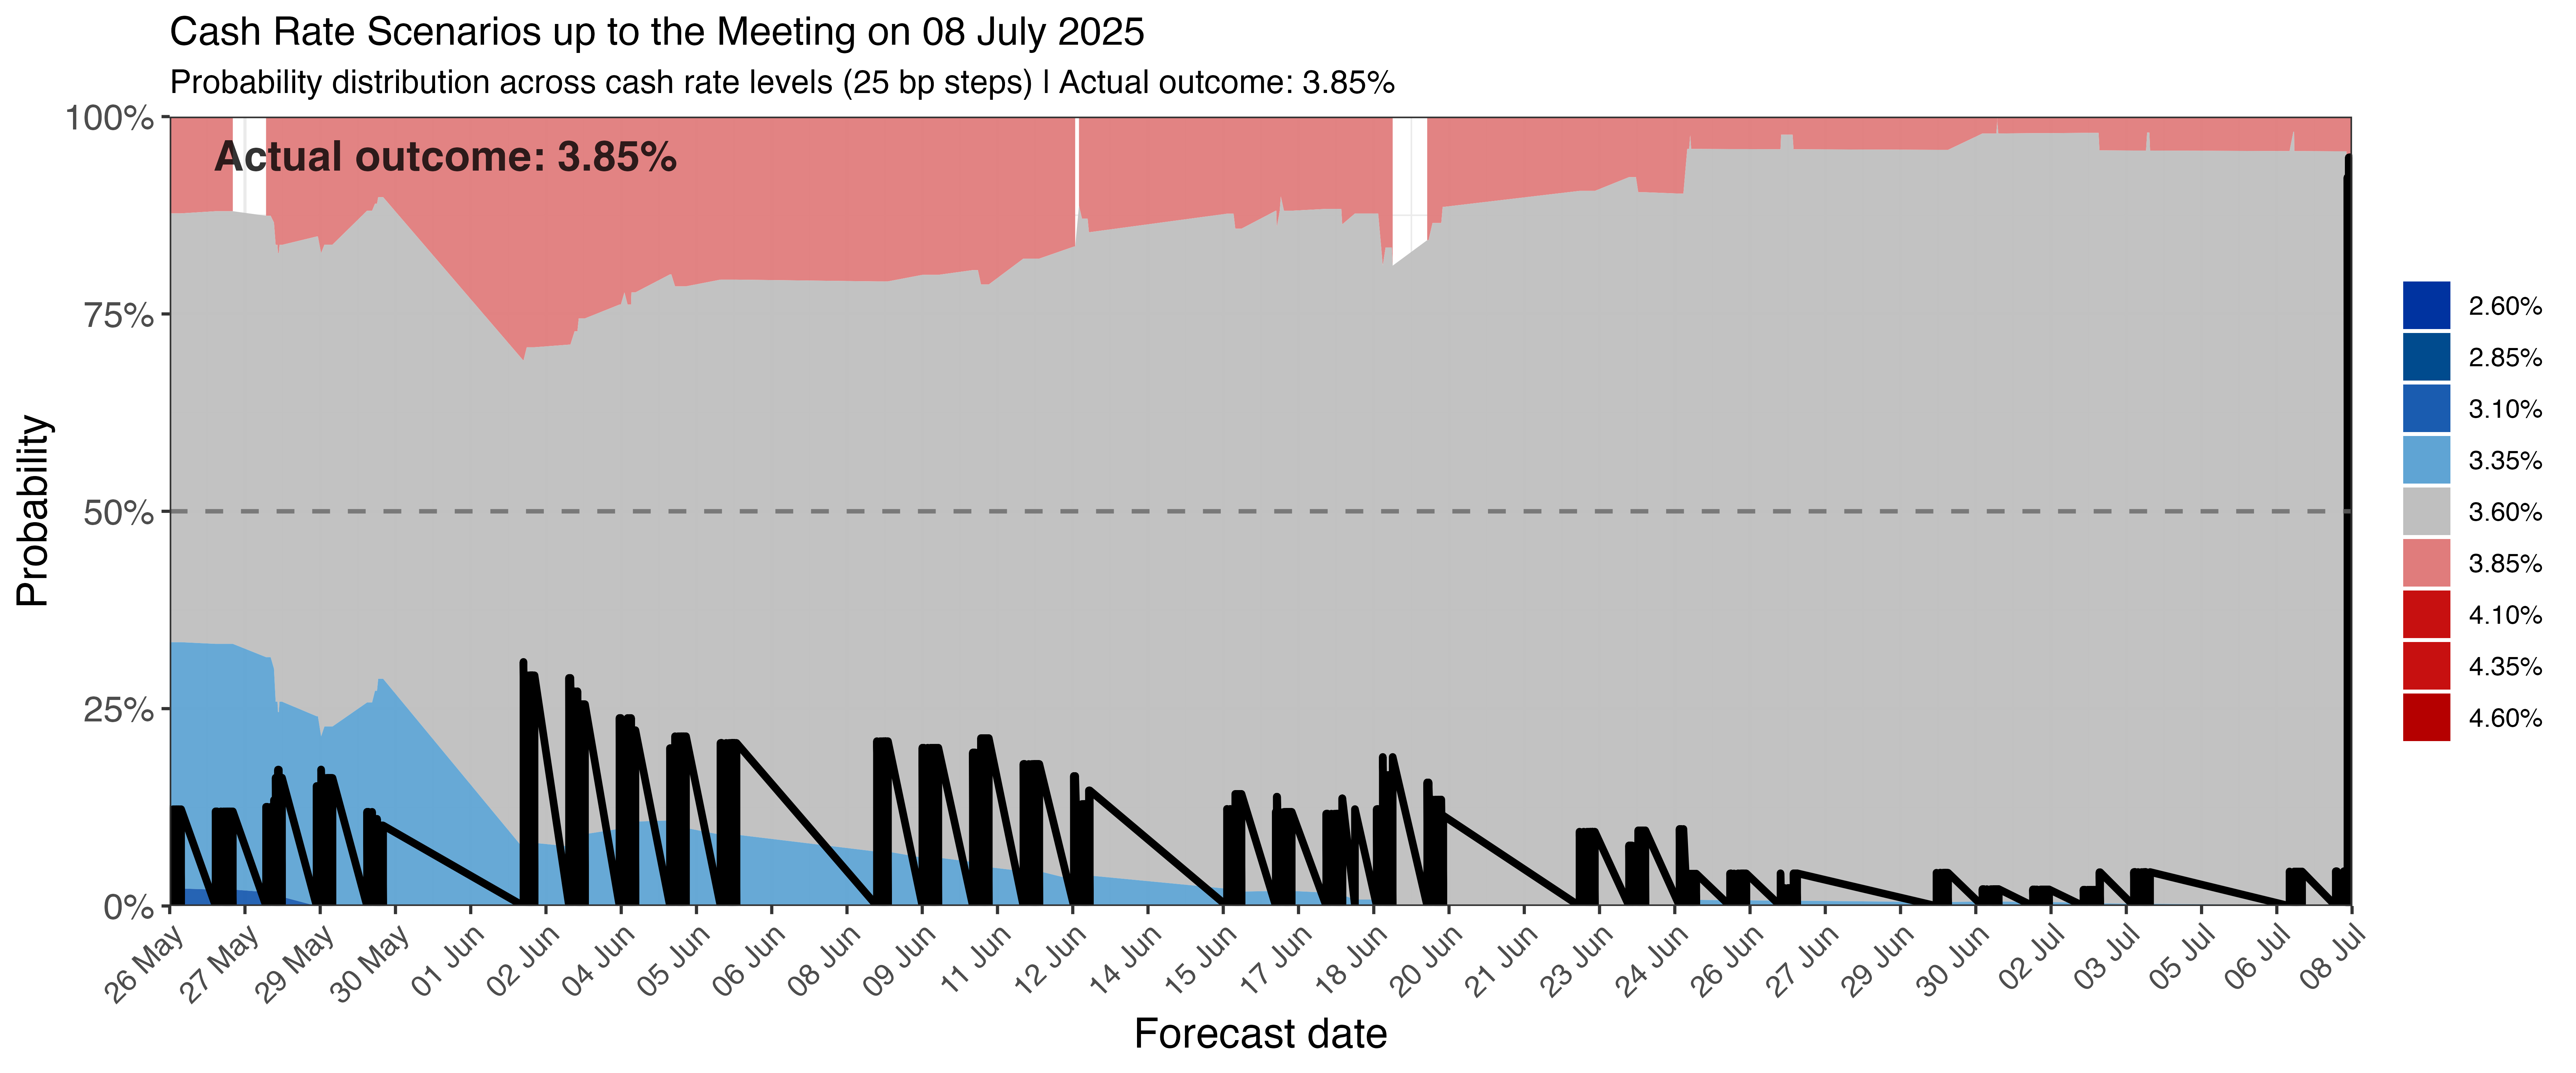 Cash Rate Scenarios up to the Meeting on 08 July 2025
Probability distribution across cash rate levels (25 bp steps) | Actual outcome: 3.85%
Actual outcome: 3.85%
Probability
100%
75%
50%
25%
0%
26 May
27 May
29 May
30 May
01 Jun
02 Jun
04 Jun
05 Jun
06 Jun
08 Jun
09 Jun
11 Jun
12 Jun
14 Jun
15 Jun
17 Jun
18 Jun
20 Jun
21 Jun
23 Jun
24 Jun
26 Jun
27 Jun
29 Jun
30 Jun
02 Jul
03 Jul
05 Jul
06 Jul
08 Jul
Forecast date
2.60%
2.85%
3.10%
3.35%
3.60%
3.85%
4.10%
4.35%
4.60%